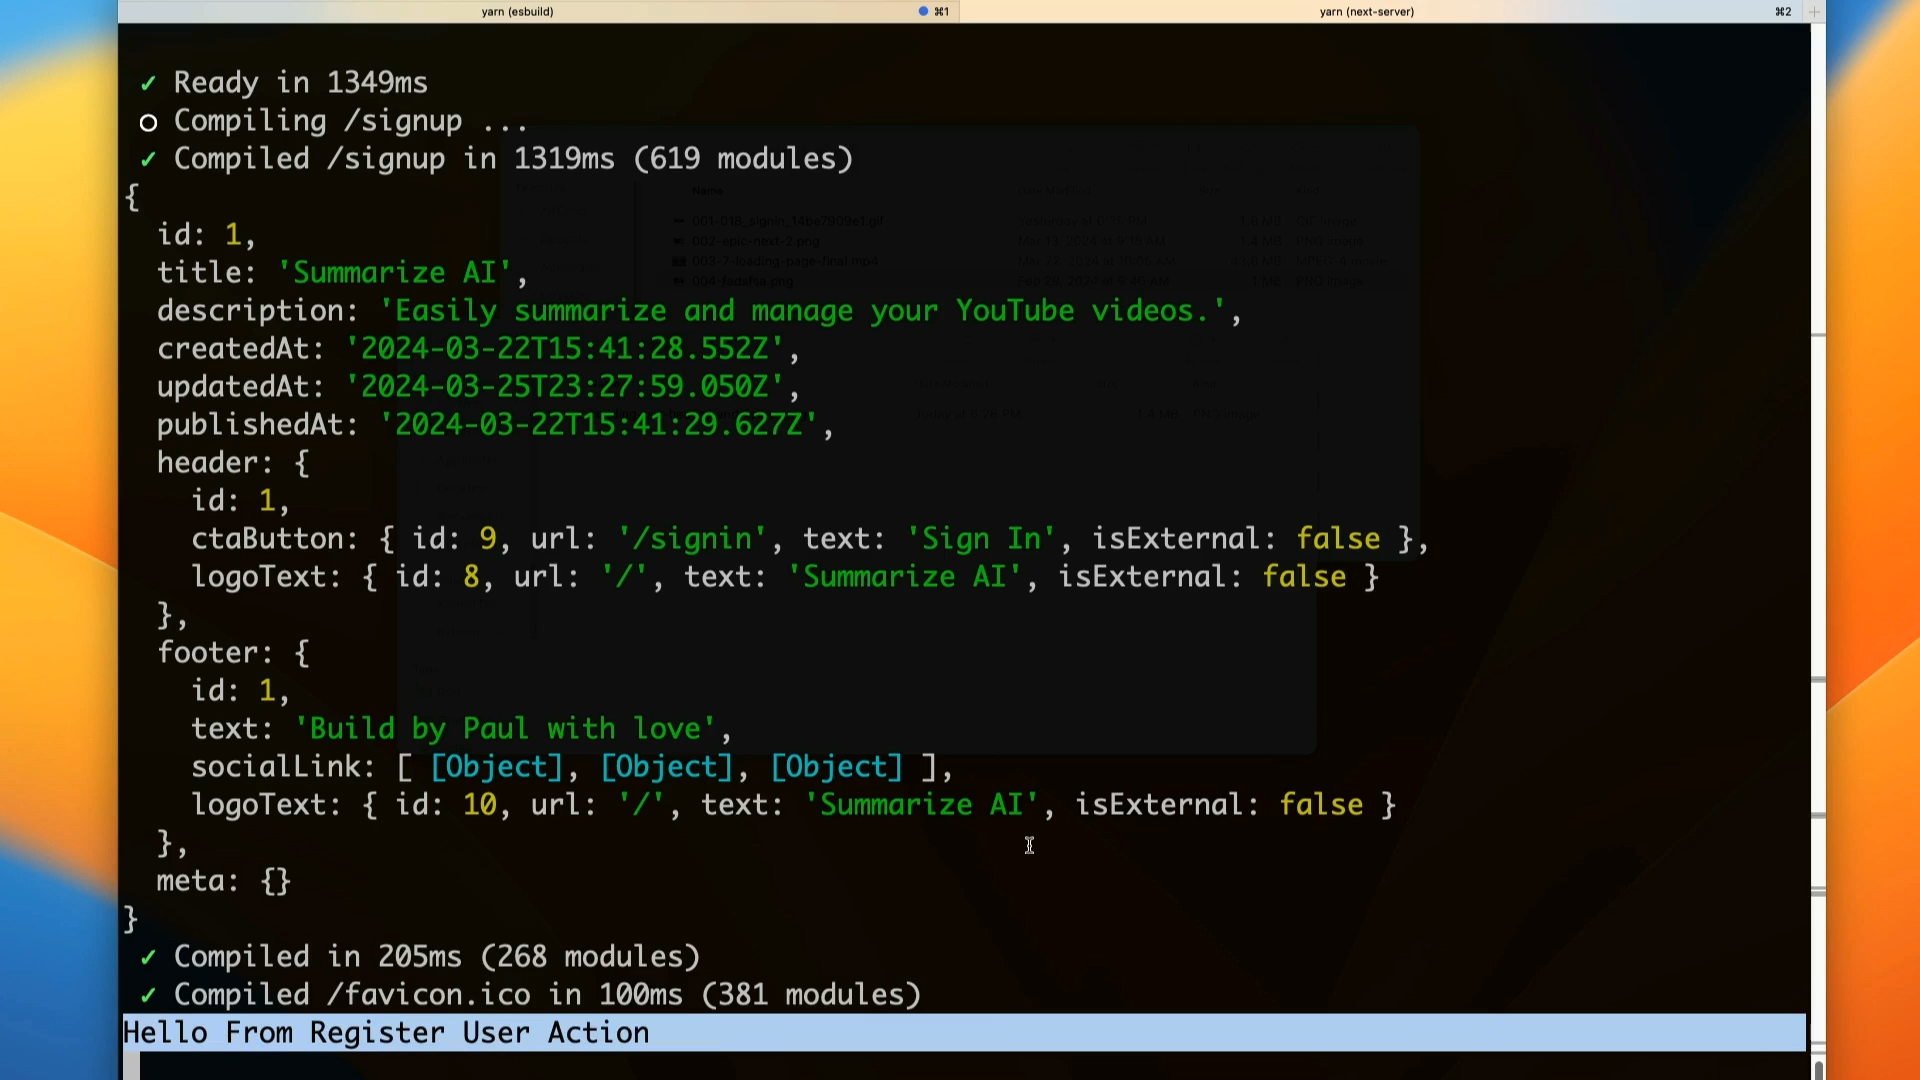 yarn (esbuild) ⌘1 yarn (next-server) ⌘2 +
✓ Ready in 1349ms
○ Compiling /signup ...
✓ Compiled /signup in 1319ms (619 modules)
{
id: 1,
title: 'Summarize AI',
description: 'Easily summarize and manage your YouTube videos.',
createdAt: '2024-03-22T15:41:28.552Z',
updatedAt: '2024-03-25T23:27:59.050Z',
publishedAt: '2024-03-22T15:41:29.627Z',
header: {
id: 1,
ctaButton: { id: 9, url: '/signin', text: 'Sign In', isExternal: false },
logoText: { id: 8, url: '/', text: 'Summarize AI', isExternal: false }
},
footer: {
id: 1,
text: 'Build by Paul with love',
socialLink: [ [Object], [Object], [Object] ],
logoText: { id: 10, url: '/', text: 'Summarize AI', isExternal: false }
},
meta: {}
}
✓ Compiled in 205ms (268 modules)
✓ Compiled /favicon.ico in 100ms (381 modules)
Hello From Register User Action